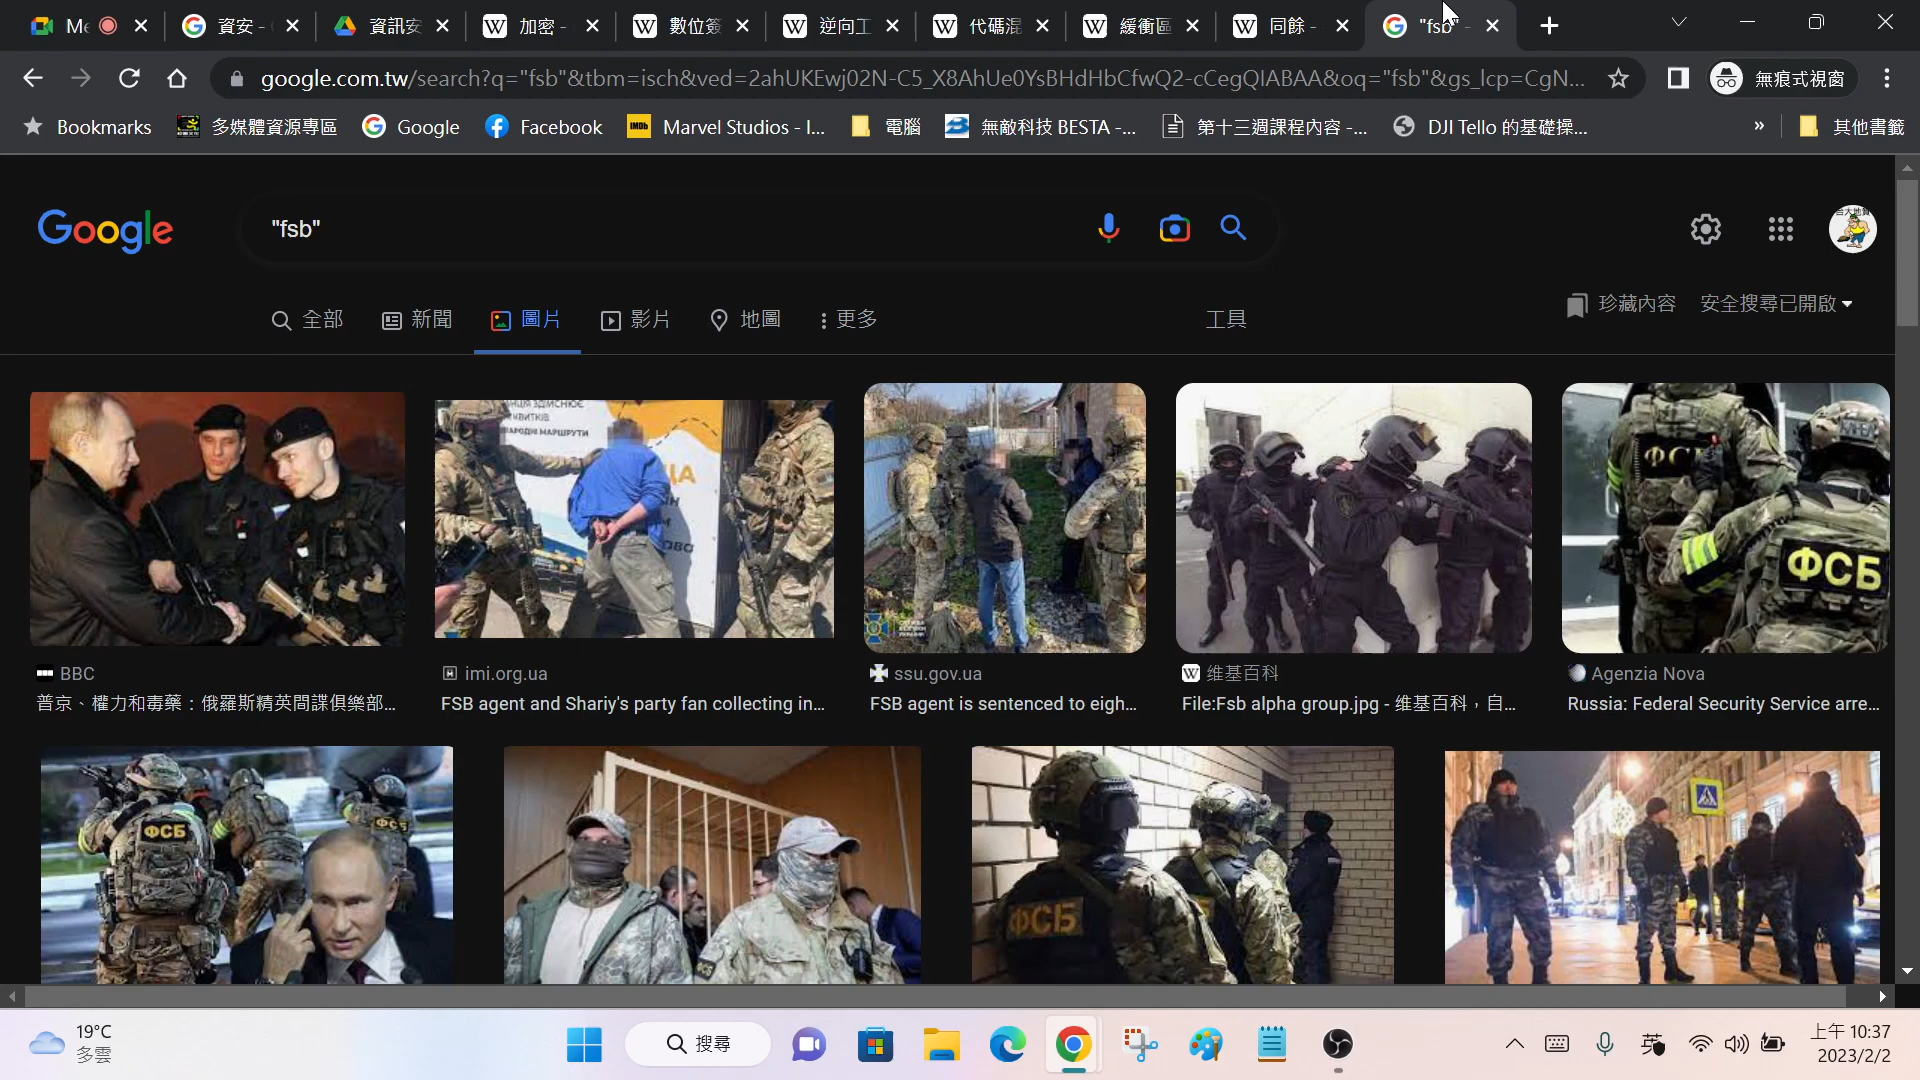 Me
資安 -
資訊安
加密 -
數位簽
逆向工
代碼混
緩衝區
同餘 -
"fsb" -
google.com.tw/search?q="fsb"&tbm=isch&ved=2ahUKEwj02N-C5_X8AhUe0YsBHdHbCfwQ2-cCegQIABAA&oq="fsb"&gs_lcp=CgN...
無痕式視窗
Bookmarks
多媒體資源專區
Google
Facebook
IMDb
Marvel Studios - I...
電腦
無敵科技 BESTA -...
第十三週課程內容 -...
DJI Tello 的基礎操...
»
其他書籤
Google
"fsb"
全部
新聞
圖片
影片
地圖
更多
工具
珍藏內容
安全搜尋已開啟
КВИТКІВ
ФСБ
BBC
普京、權力和毒藥：俄羅斯精英間諜俱樂部...
imi.org.ua
FSB agent and Shariy's party fan collecting in...
ssu.gov.ua
FSB agent is sentenced to eigh...
维基百科
File:Fsb alpha group.jpg - 维基百科，自...
Agenzia Nova
Russia: Federal Security Service arre...
ФСБ
ФСБ
ФСБ
ФСБ
19°C
多雲
搜尋
英
上午 10:37
2023/2/2